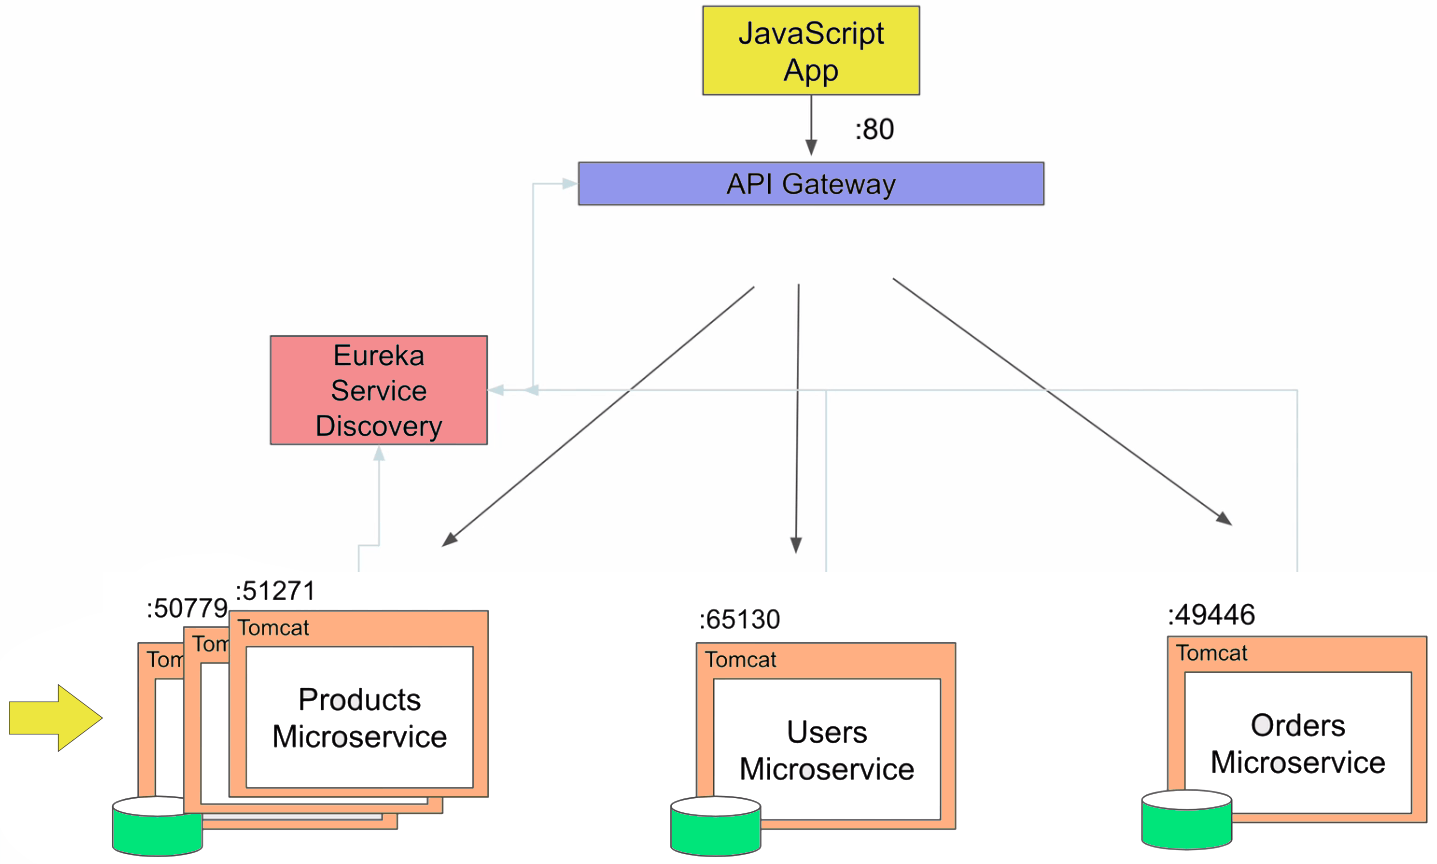 JavaScript
App
:80
API Gateway
Eureka
Service
Discovery
:50779
:51271
Tomcat
Tom
Tom
Products
Microservice
:65130
Tomcat
Users
Microservice
:49446
Tomcat
Orders
Microservice